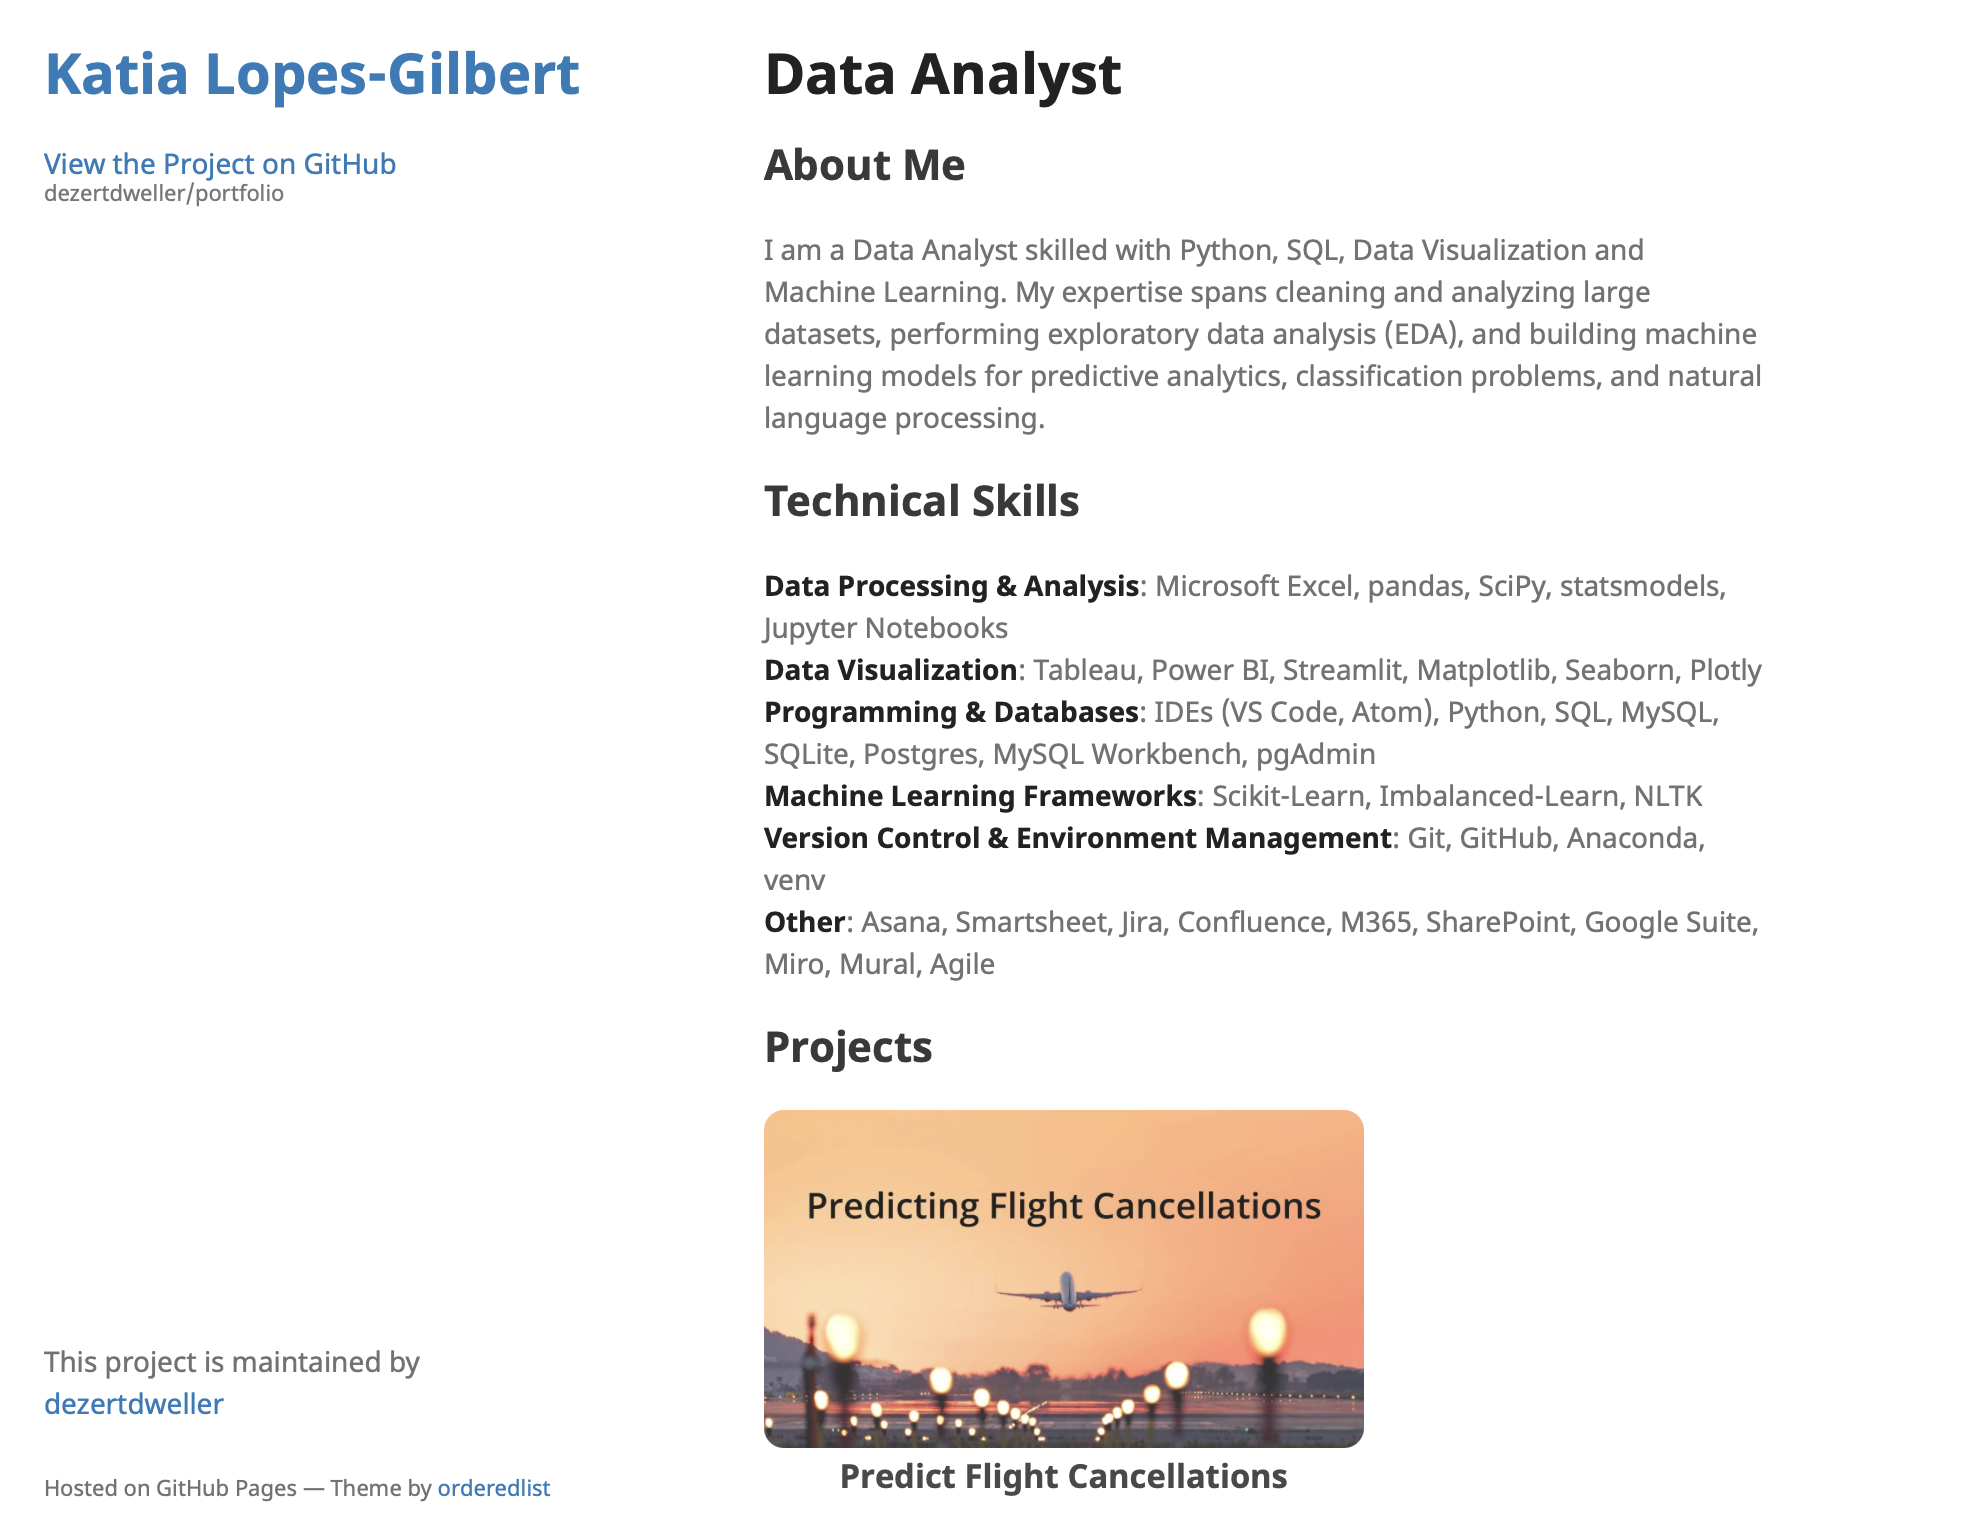 Katia Lopes-Gilbert
View the Project on GitHub
dezertdweller/portfolio
This project is maintained by
dezertdweller
Hosted on GitHub Pages — Theme by orderedlist
Data Analyst
About Me
I am a Data Analyst skilled with Python, SQL, Data Visualization and
Machine Learning. My expertise spans cleaning and analyzing large
datasets, performing exploratory data analysis (EDA), and building machine
learning models for predictive analytics, classification problems, and natural
language processing.
Technical Skills
Data Processing & Analysis: Microsoft Excel, pandas, SciPy, statsmodels,
Jupyter Notebooks
Data Visualization: Tableau, Power BI, Streamlit, Matplotlib, Seaborn, Plotly
Programming & Databases: IDEs (VS Code, Atom), Python, SQL, MySQL,
SQLite, Postgres, MySQL Workbench, pgAdmin
Machine Learning Frameworks: Scikit-Learn, Imbalanced-Learn, NLTK
Version Control & Environment Management: Git, GitHub, Anaconda,
venv
Other: Asana, Smartsheet, Jira, Confluence, M365, SharePoint, Google Suite,
Miro, Mural, Agile
Projects
Predicting Flight Cancellations
Predict Flight Cancellations